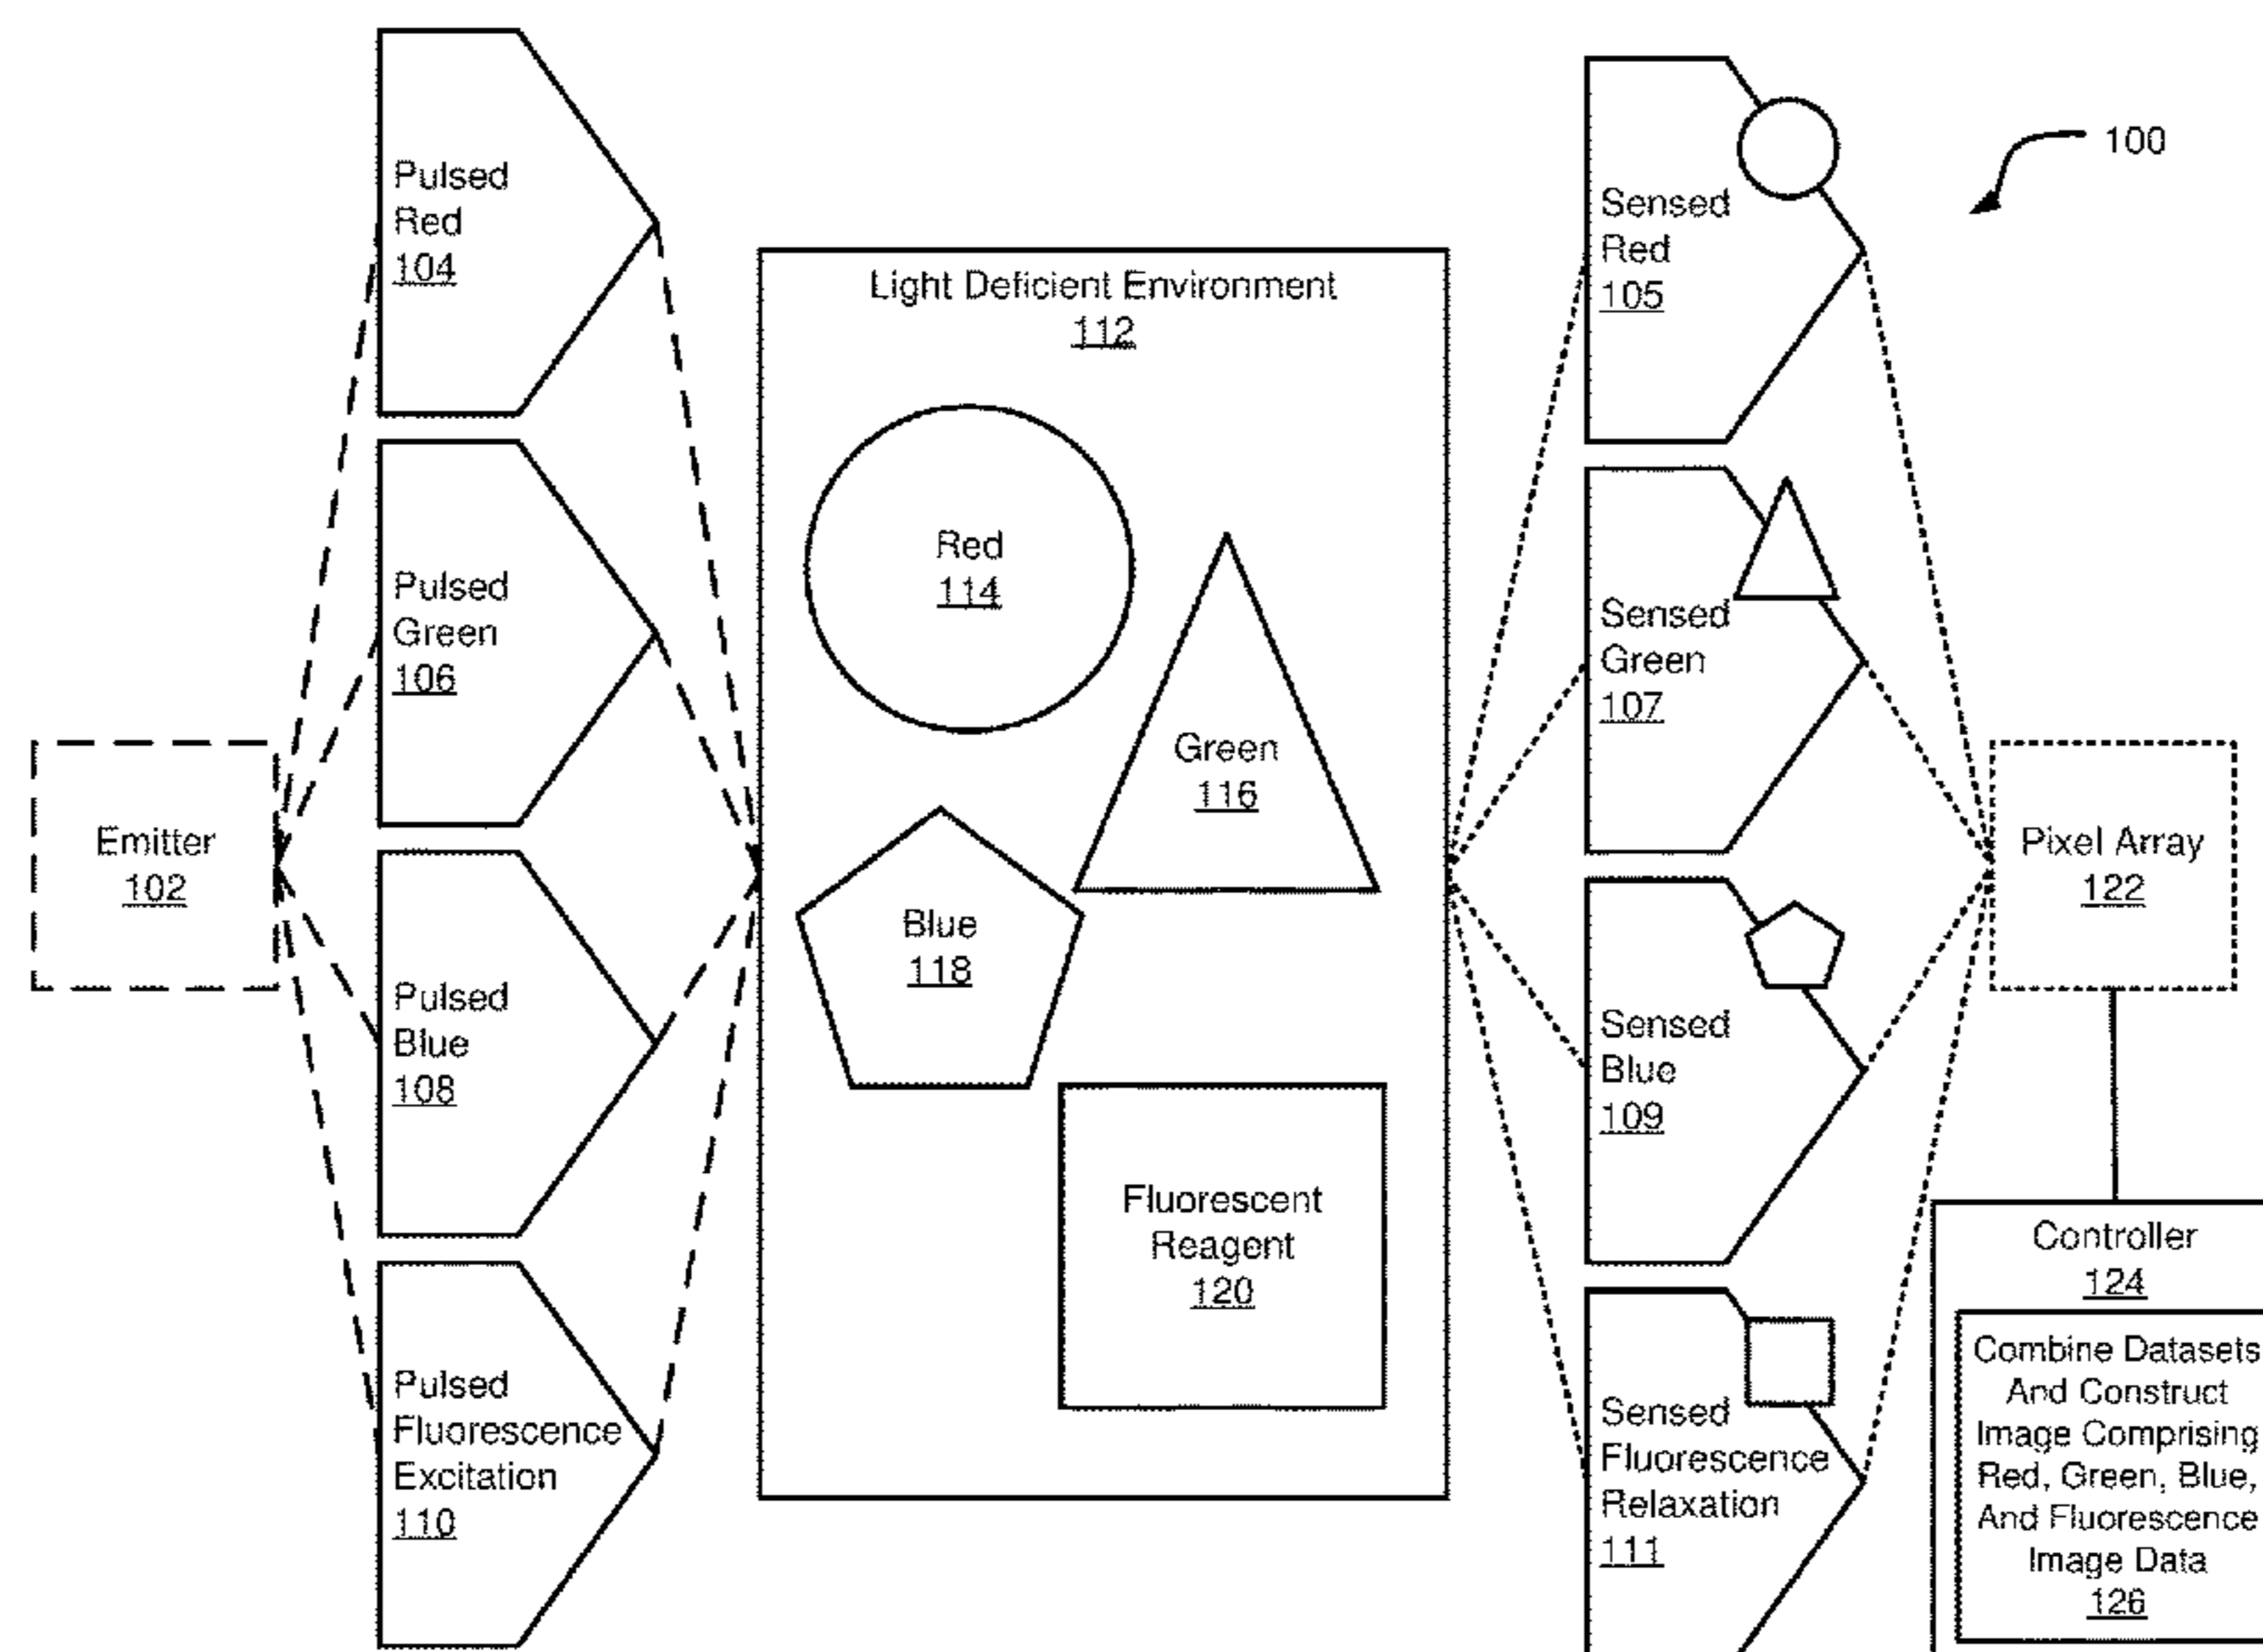 Pulsed
Red
104
Pulsed
Green
106
Emitter
102
Pulsed
Blue
108
Pulsed
Fluorescence
Excitation
110
Light Deficient Environment
112
Red
114
Green
116
Blue
118
Fluorescent
Reagent
120
Sensed
Red
105
100
Sensed
Green
107
Sensed
Blue
109
Sensed
Fluorescence
Relaxation
111
Pixel Array
122
Controller
124
Combine Datasets
And Construct
Image Comprising
Red, Green, Blue,
And Fluorescence
Image Data
126